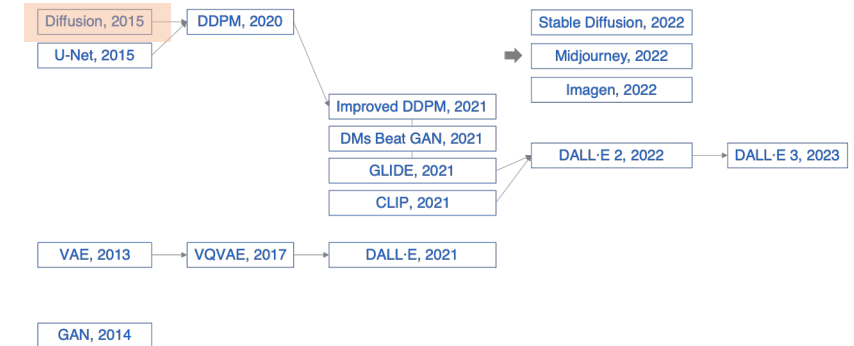 Diffusion, 2015
DDPM, 2020
Stable Diffusion, 2022
U-Net, 2015
Midjourney, 2022
Imagen, 2022
Improved DDPM, 2021
DMs Beat GAN, 2021
GLIDE, 2021
DALL·E 2, 2022
DALL·E 3, 2023
CLIP, 2021
VAE, 2013
VQVAE, 2017
DALL·E, 2021
GAN, 2014